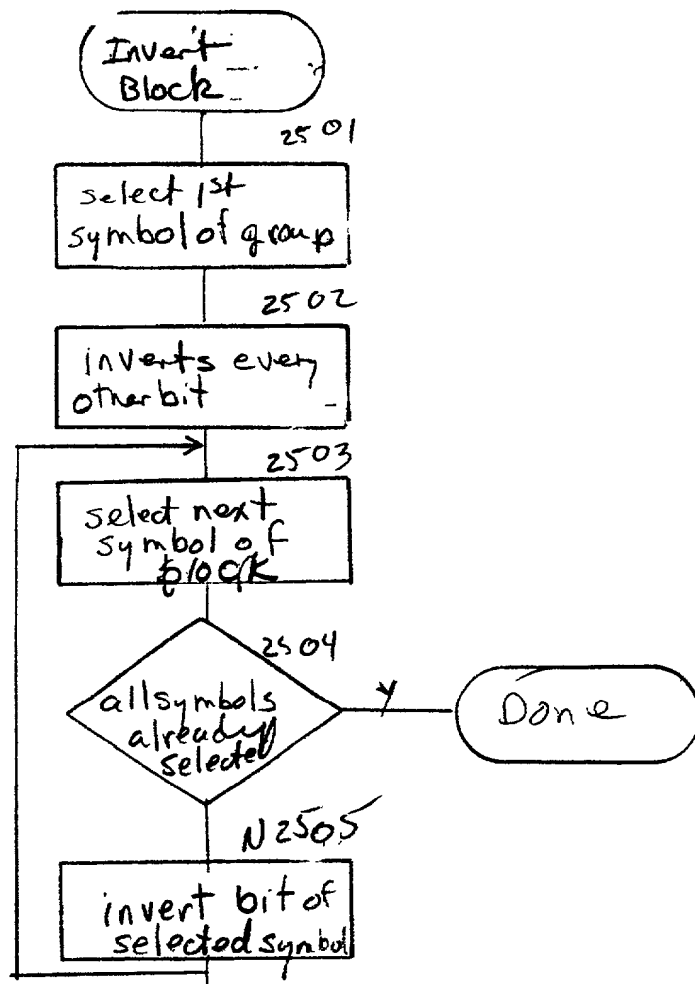 Invert
Block
2501
select 1st
symbol of group
2502
inverts every
other bit
2503
select next
symbol of
block
2504
all symbols
already
selected
Y
Done
N 2505
invert bit of
selected symbol